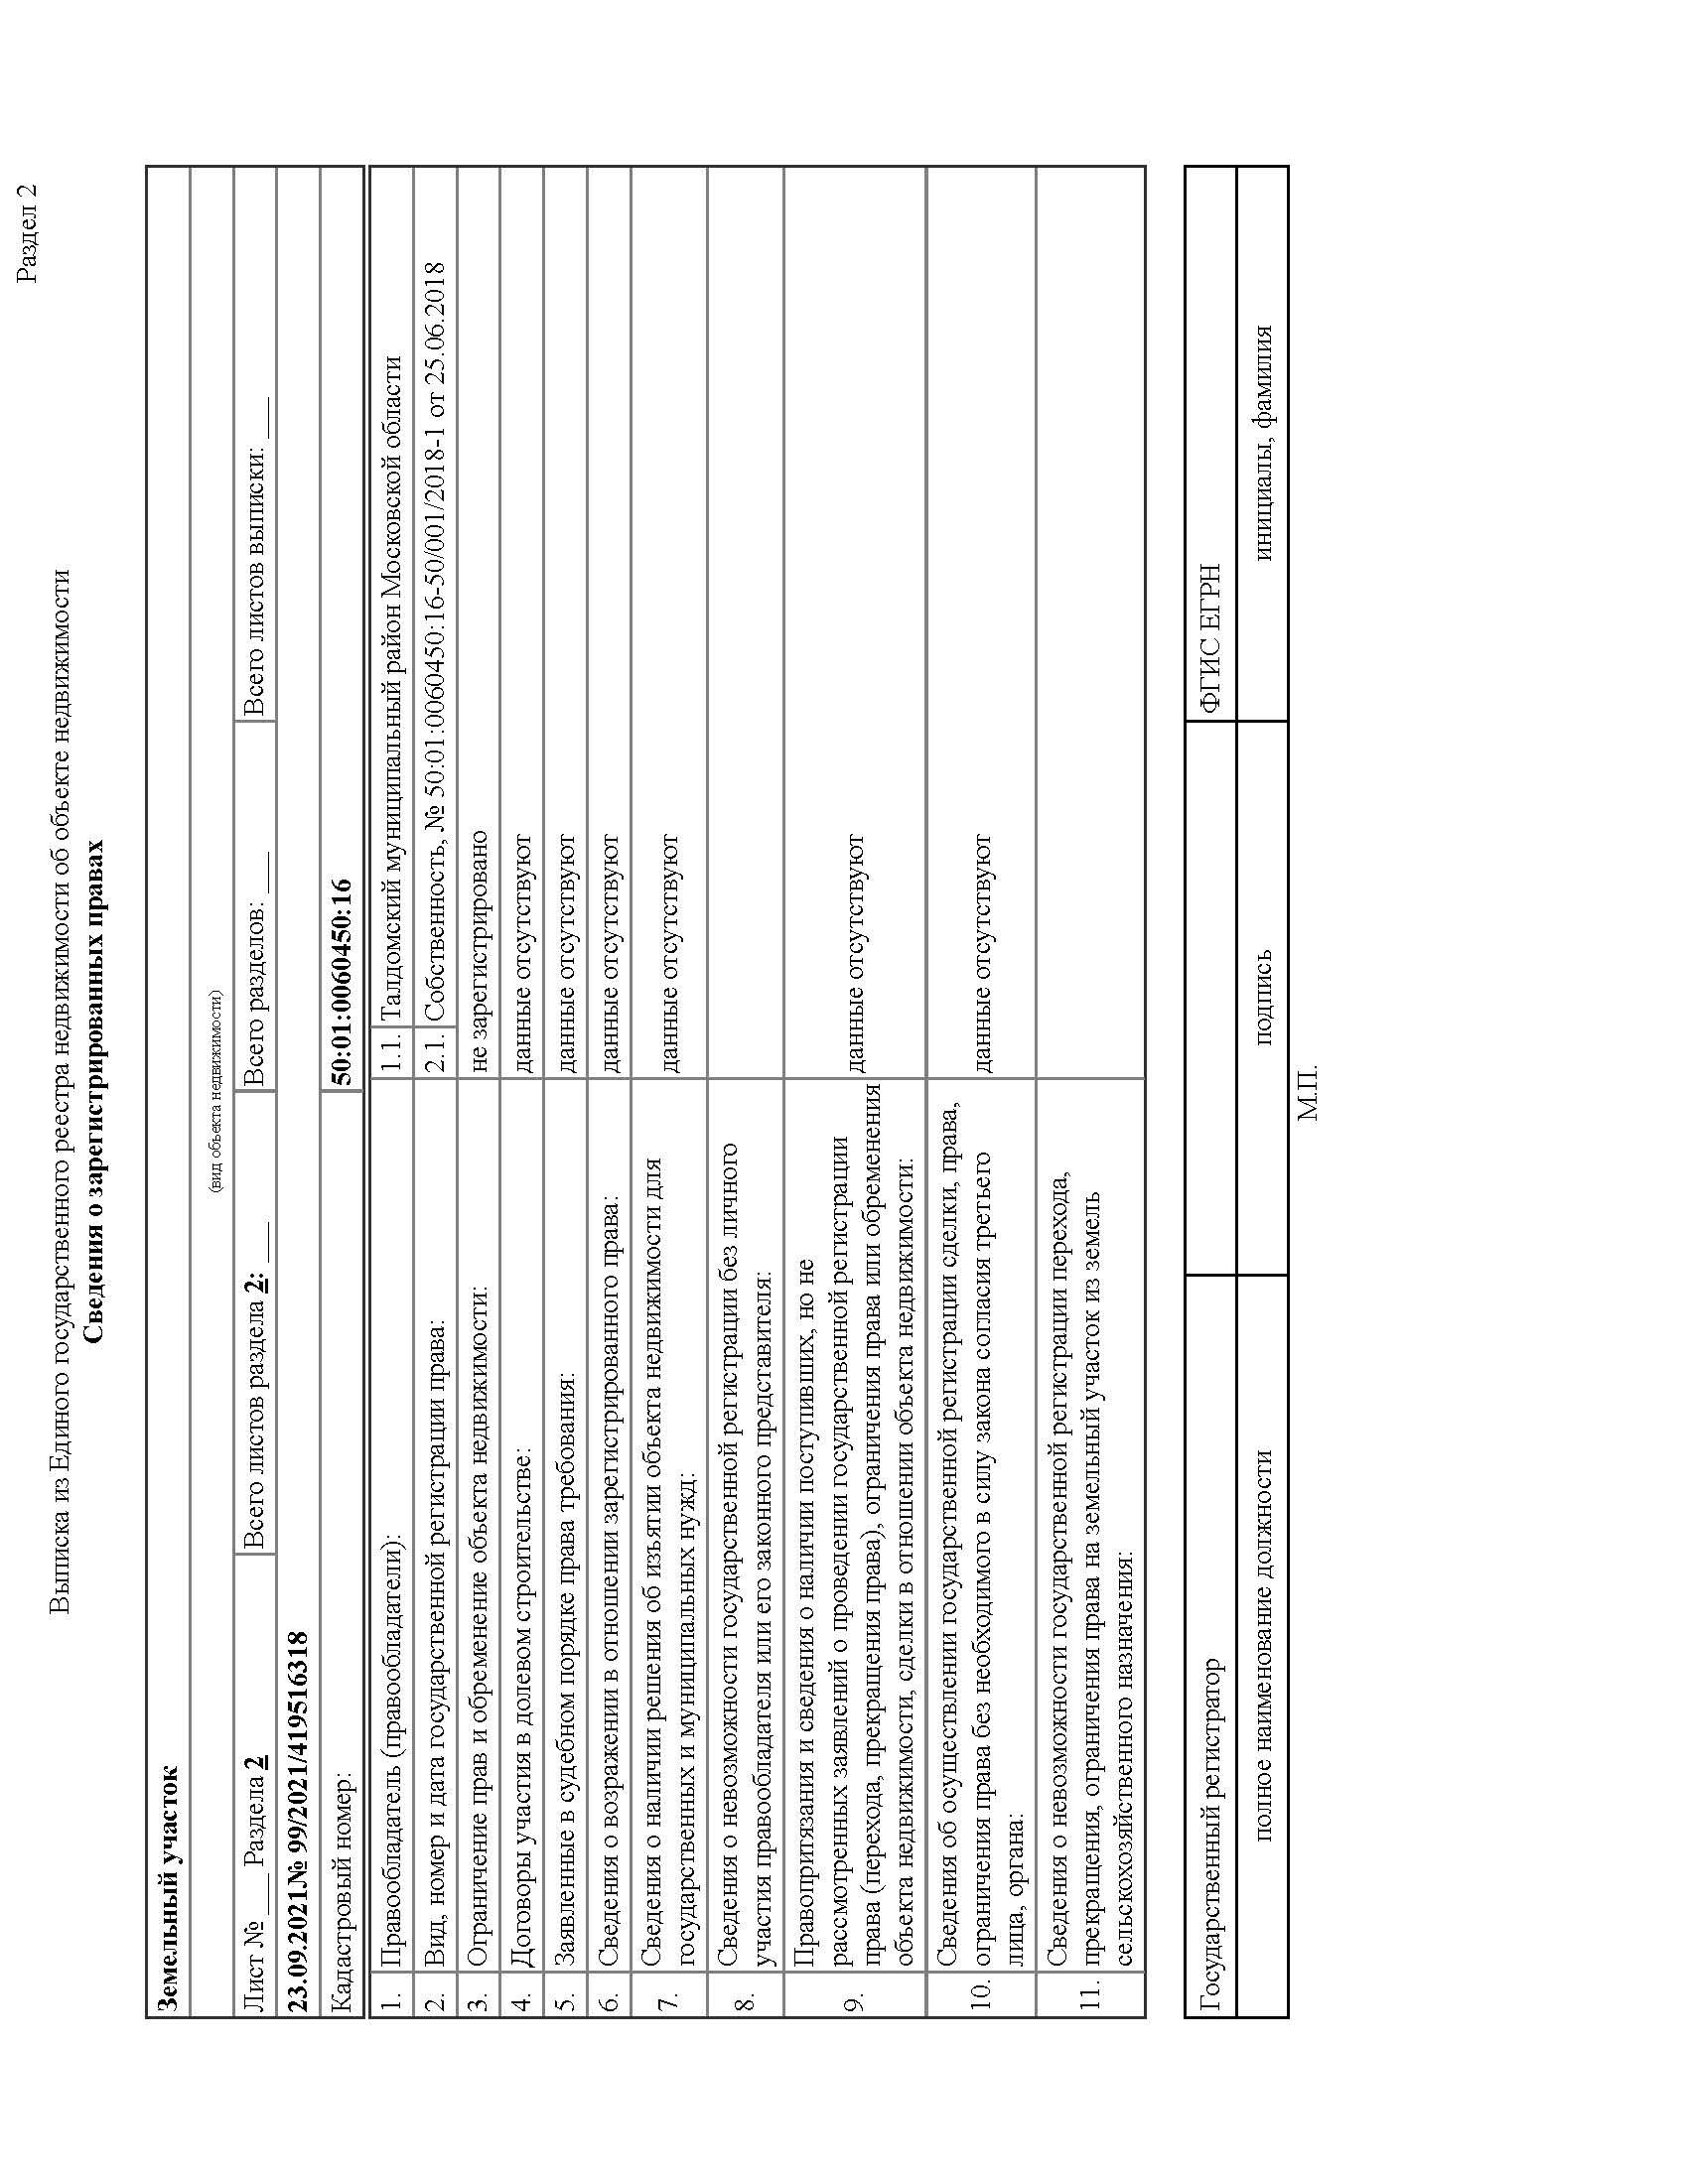 Раздел 2
Выписка из Единого государственного реестра недвижимости об объекте недвижимости
Сведения о зарегистрированных правах
Земельный участок
(вид объекта недвижимости)
Лист № ___ Раздела 2 Всего листов раздела 2: ___ Всего разделов: ___ Всего листов выписки: ___
23.09.2021№ 99/2021/419516318
Кадастровый номер: 50:01:0060450:16
1. Правообладатель (правообладатели): 1.1. Талдомский муниципальный район Московской области
2. Вид, номер и дата государственной регистрации права: 2.1. Собственность, № 50:01:0060450:16-50/001/2018-1 от 25.06.2018
3. Ограничение прав и обременение объекта недвижимости: не зарегистрировано
4. Договоры участия в долевом строительстве: данные отсутствуют
5. Заявленные в судебном порядке права требования: данные отсутствуют
6. Сведения о возражении в отношении зарегистрированного права: данные отсутствуют
7. Сведения о наличии решения об изъятии объекта недвижимости для
государственных и муниципальных нужд: данные отсутствуют
8. Сведения о невозможности государственной регистрации без личного
участия правообладателя или его законного представителя:
9. Правопритязания и сведения о наличии поступивших, но не
рассмотренных заявлений о проведении государственной регистрации
права (перехода, прекращения права), ограничения права или обременения
объекта недвижимости, сделки в отношении объекта недвижимости: данные отсутствуют
10. Сведения об осуществлении государственной регистрации сделки, права,
ограничения права без необходимого в силу закона согласия третьего
лица, органа: данные отсутствуют
11. Сведения о невозможности государственной регистрации перехода,
прекращения, ограничения права на земельный участок из земель
сельскохозяйственного назначения:
Государственный регистратор ФГИС ЕГРН
полное наименование должности подпись инициалы, фамилия
М.П.